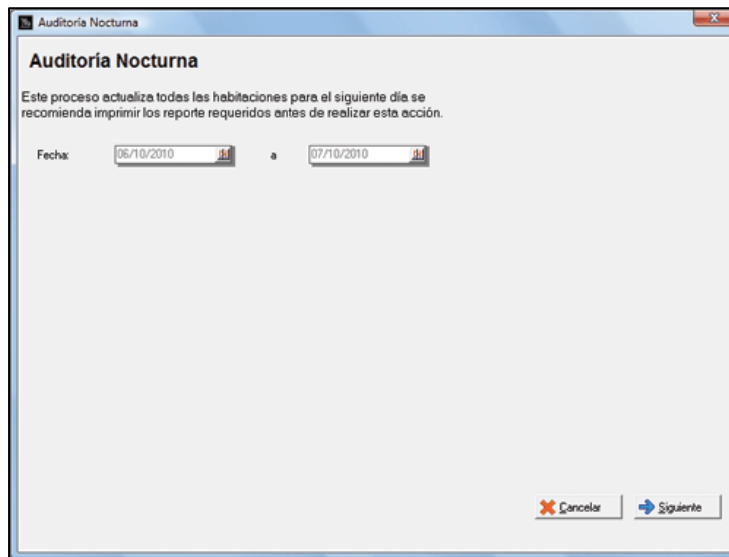 Auditoría Nocturna
Auditoría Nocturna
Este proceso actualiza todas las habitaciones para el siguiente día se
recomienda imprimir los reporte requeridos antes de realizar esta acción.
Fecha: 06/10/2010 a 07/10/2010
Cancelar Siguiente